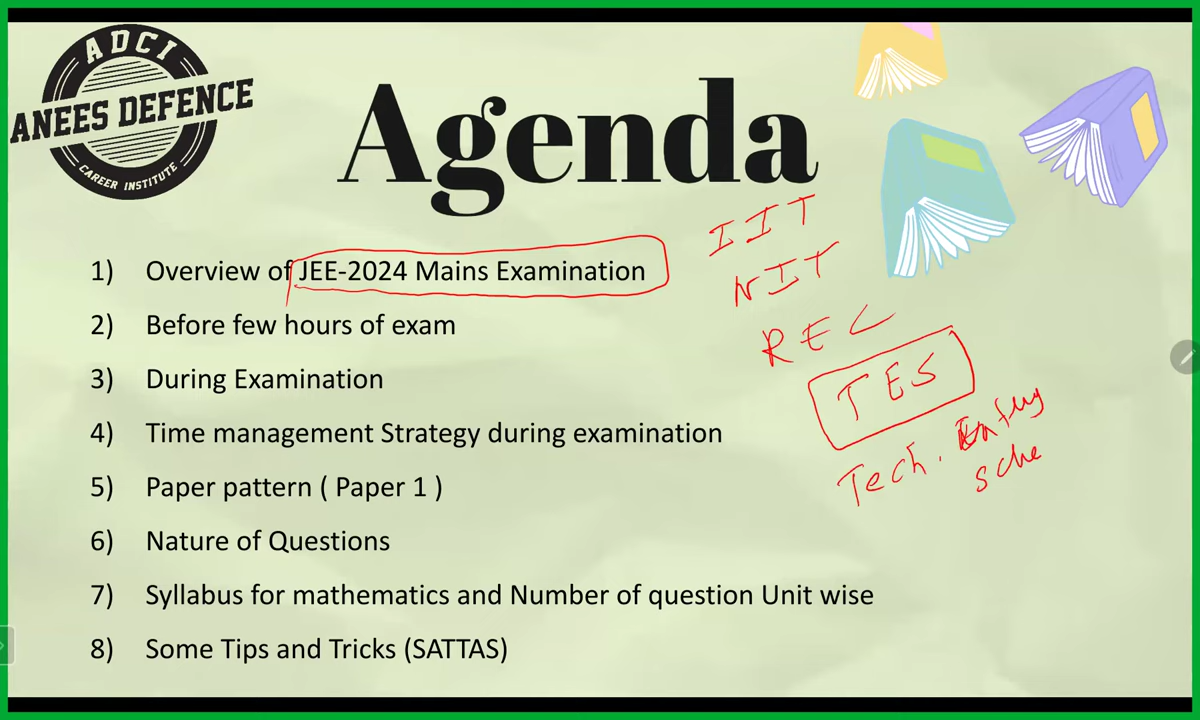 ADCI
ANEES DEFENCE
CAREER INSTITUTE
Agenda
1) Overview of JEE-2024 Mains Examination
2) Before few hours of exam
3) During Examination
4) Time management Strategy during examination
5) Paper pattern ( Paper 1 )
6) Nature of Questions
7) Syllabus for mathematics and Number of question Unit wise
8) Some Tips and Tricks (SATTAS)
IIT
NIT
REC
TES
Tech.
sche